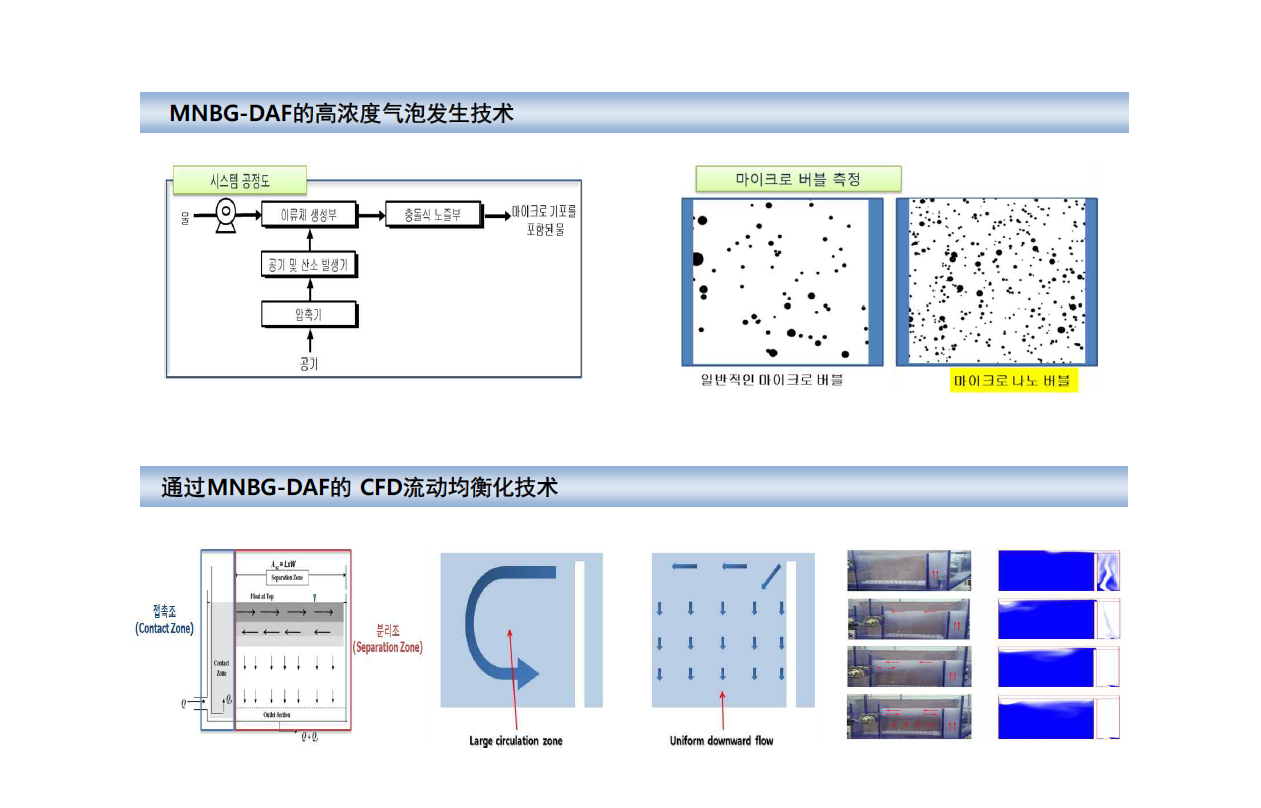 MNBG-DAF的高浓度气泡发生技术
시스템 공정도
물
이류체 생성부
충돌식 노즐부
마이크로 기포를
포함된 물
공기 및 산소 발생기
압축기
공기
마이크로 버블 측정
일반적인 마이크로 버블
마이크로 나노 버블
通过MNBG-DAF的 CFD流动均衡化技术
접촉조
(Contact Zone)
= LxW
Separation Zone
Float at Top
Contact
Zone
Q
Outlet Section
분리조
(Separation Zone)
Large circulation zone
Uniform downward flow